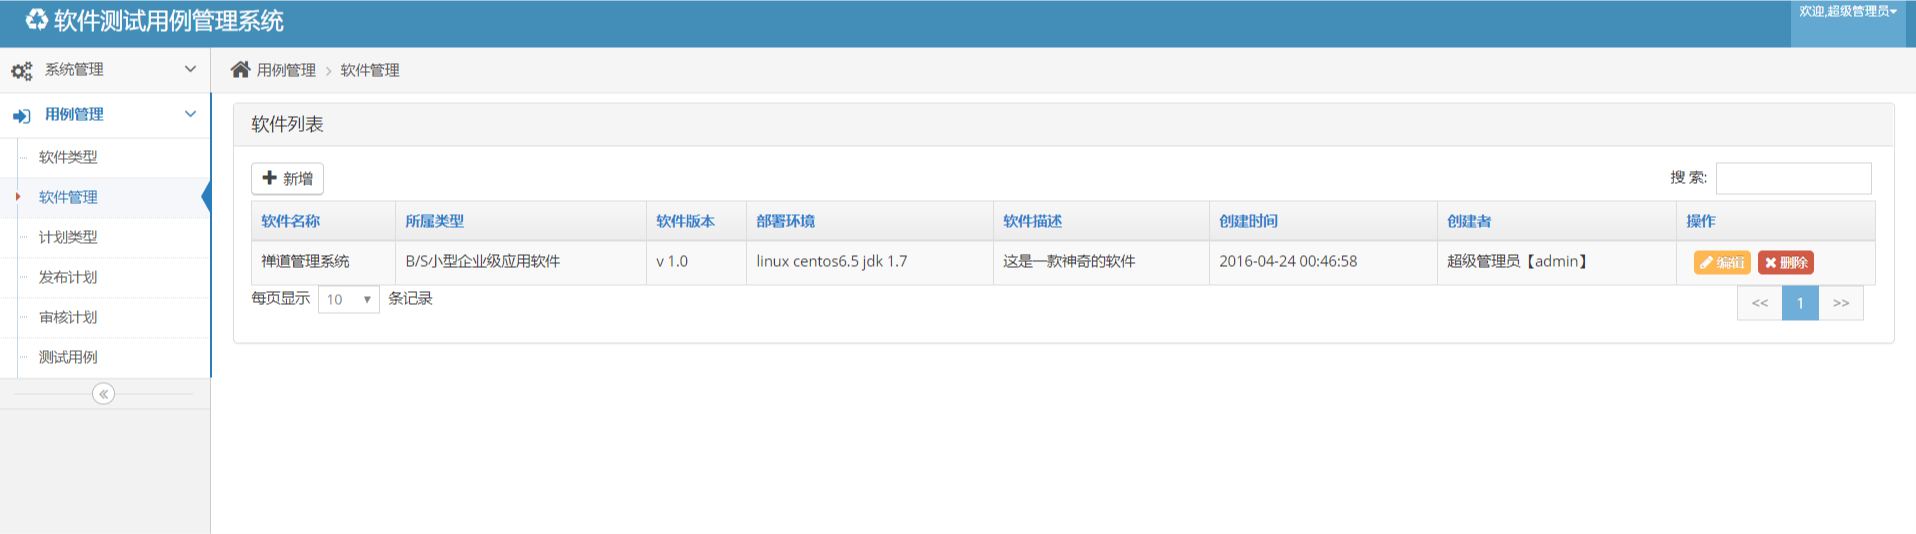 软件测试用例管理系统
欢迎,超级管理员
系统管理
用例管理
软件类型
软件管理
计划类型
发布计划
审核计划
测试用例
用例管理 > 软件管理
软件列表
新增
搜 索:
软件名称 所属类型 软件版本 部署环境 软件描述 创建时间 创建者 操作
禅道管理系统 B/S小型企业级应用软件 v 1.0 linux centos6.5 jdk 1.7 这是一款神奇的软件 2016-04-24 00:46:58 超级管理员【admin】 编辑 删除
每页显示 10 条记录
<< 1 >>